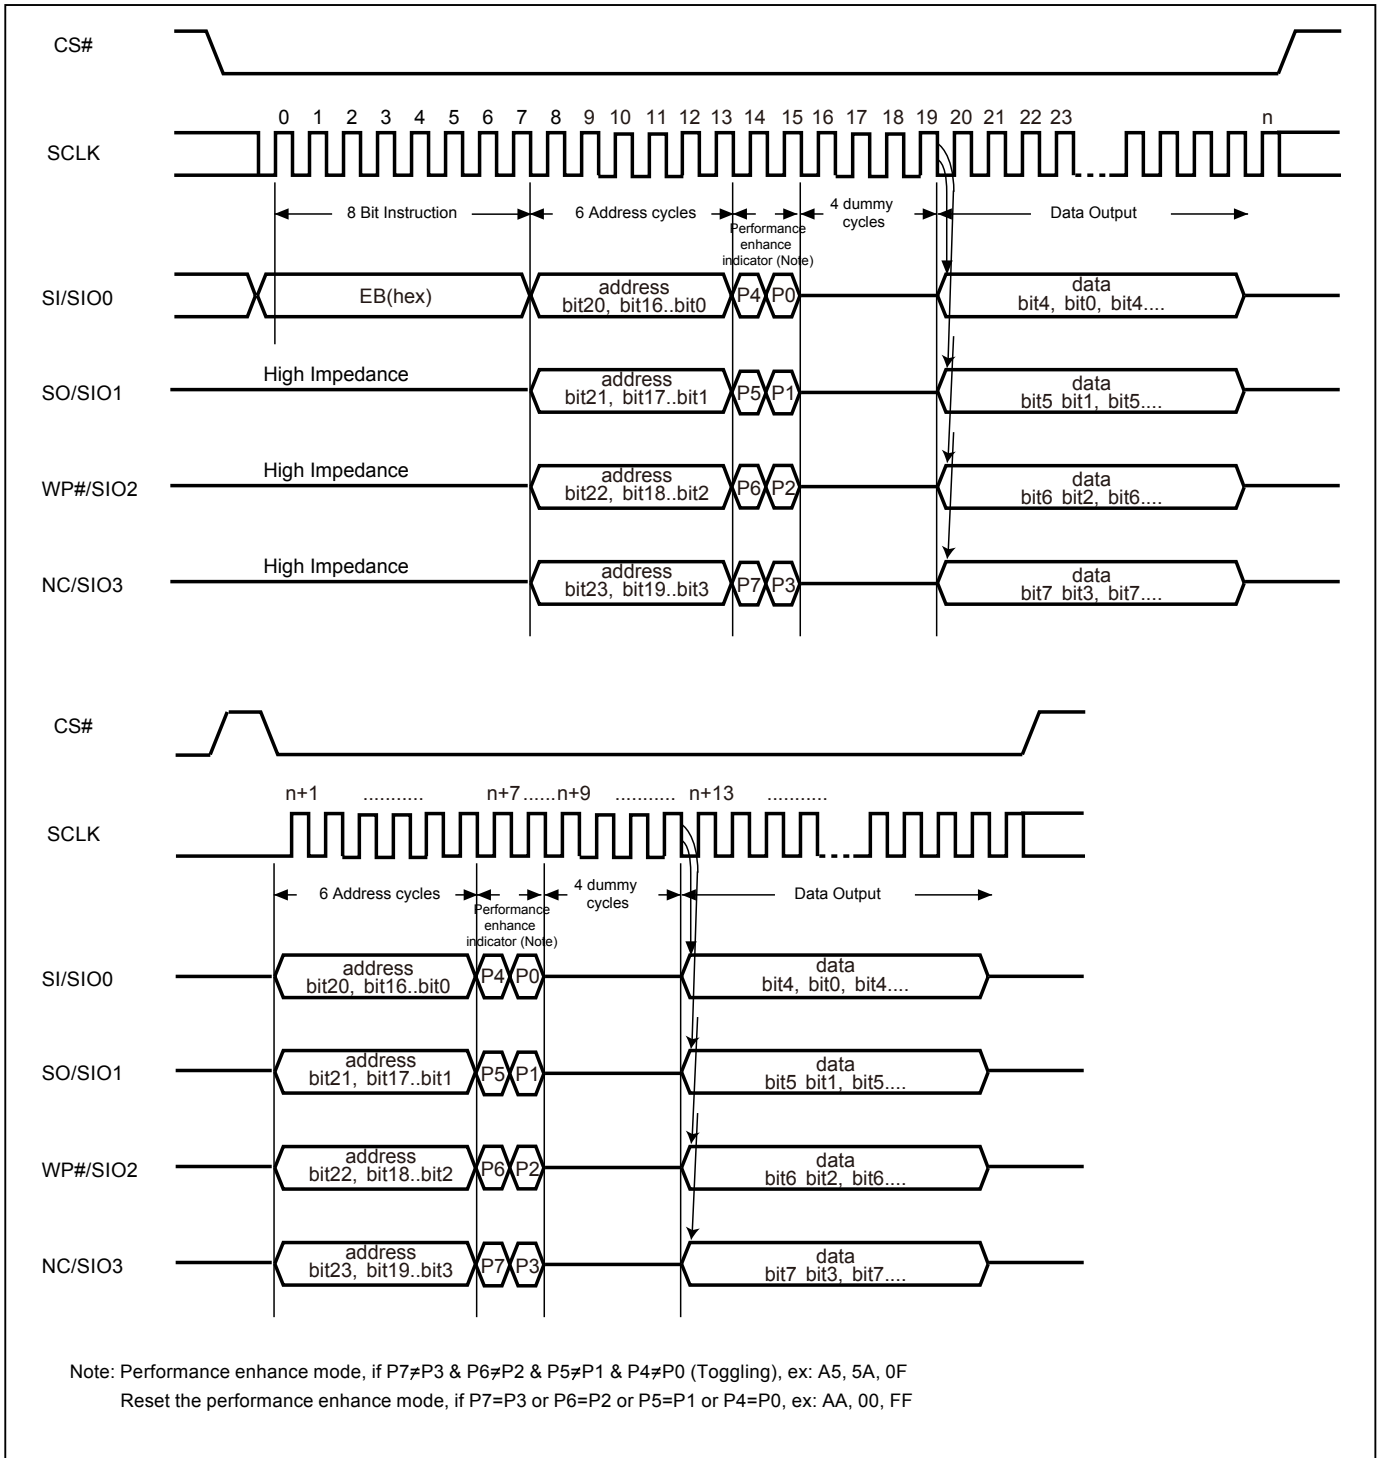 CS#
0 1 2 3 4 5 6 7 8 9 10 11 12 13 14 15 16 17 18 19 20 21 22 23 n
SCLK
8 Bit Instruction 6 Address cycles 4 dummy Data Output
cycles
Performance
enhance
indicator (Note)
SI/SIO0 EB(hex) address P4 P0 data
bit20, bit16..bit0 bit4, bit0, bit4....
High Impedance
SO/SIO1 address P5 P1 data
bit21, bit17..bit1 bit5 bit1, bit5....
High Impedance
WP#/SIO2 address P6 P2 data
bit22, bit18..bit2 bit6 bit2, bit6....
High Impedance
NC/SIO3 address P7 P3 data
bit23, bit19..bit3 bit7 bit3, bit7....
CS#
n+1 ........... n+7 ......n+9 ........... n+13 ...........
SCLK
6 Address cycles 4 dummy Data Output
cycles
Performance
enhance
indicator (Note)
SI/SIO0 address P4 P0 data
bit20, bit16..bit0 bit4, bit0, bit4....
SO/SIO1 address P5 P1 data
bit21, bit17..bit1 bit5 bit1, bit5....
WP#/SIO2 address P6 P2 data
bit22, bit18..bit2 bit6 bit2, bit6....
NC/SIO3 address P7 P3 data
bit23, bit19..bit3 bit7 bit3, bit7....
Note: Performance enhance mode, if P7≠P3 & P6≠P2 & P5≠P1 & P4≠P0 (Toggling), ex: A5, 5A, 0F
Reset the performance enhance mode, if P7=P3 or P6=P2 or P5=P1 or P4=P0, ex: AA, 00, FF